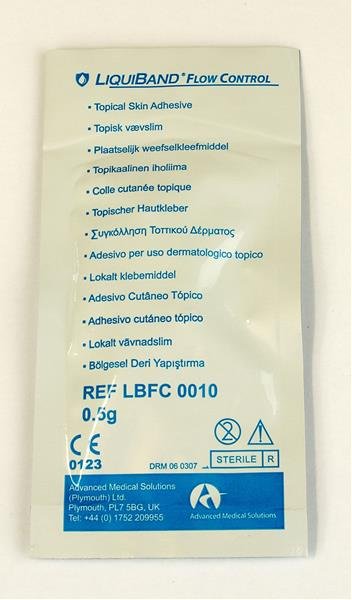 LIQUIBAND® FLOW CONTROL
• Topical Skin Adhesive
• Topisk vævslim
• Plaatselijk weefselkleefmiddel
• Topikaalinen iholiima
• Colle cutanée topique
• Topischer Hautkleber
• Συγκόλληση Τοττικού Δέρματος
• Adesivo per uso dermatologico topico
• Lokalt klebemiddel
• Adesivo Cutâneo Tópico
• Adhesivo cutáneo tópico
• Lokalt vävnadslim
• Bölgesel Deri Yapıştırma
REF LBFC 0010
0.5g
CE
0123
DRM 06 0307
2
STERILE R
Advanced Medical Solutions
(Plymouth) Ltd.
Plymouth, PL7 5BG, UK
Tel: +44 (0) 1752 209955
Advanced Medical Solutions